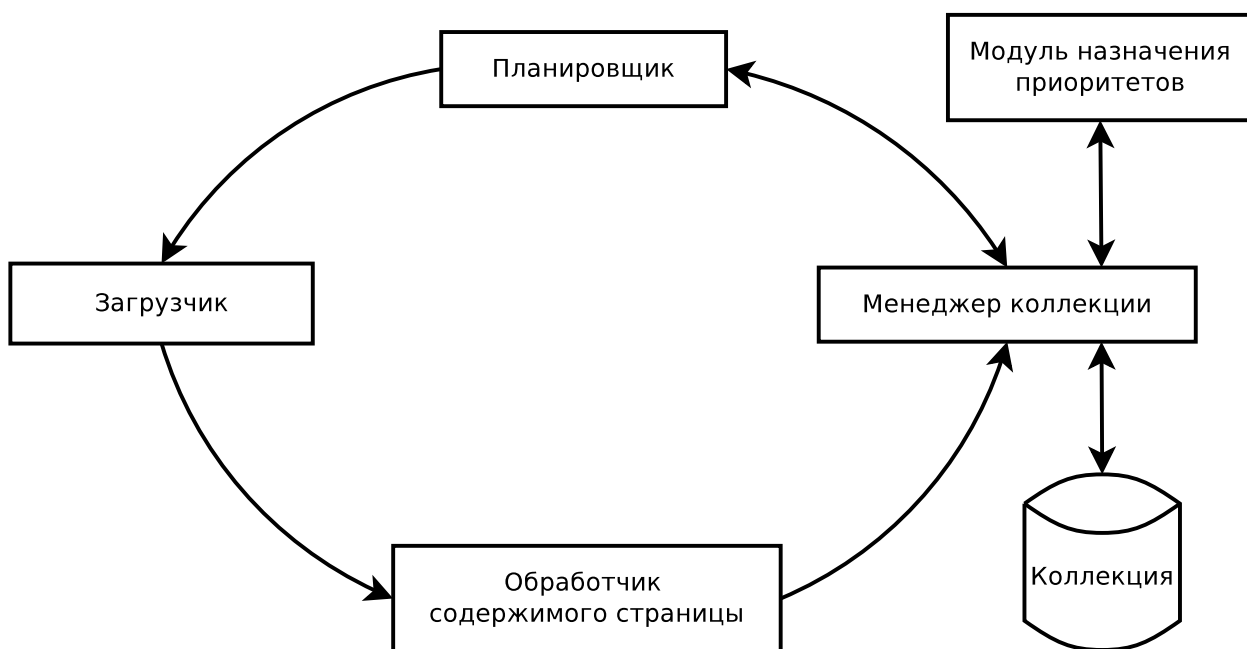 Планировщик
Модуль назначения
приоритетов
Загрузчик
Менеджер коллекции
Обработчик
содержимого страницы
Коллекция